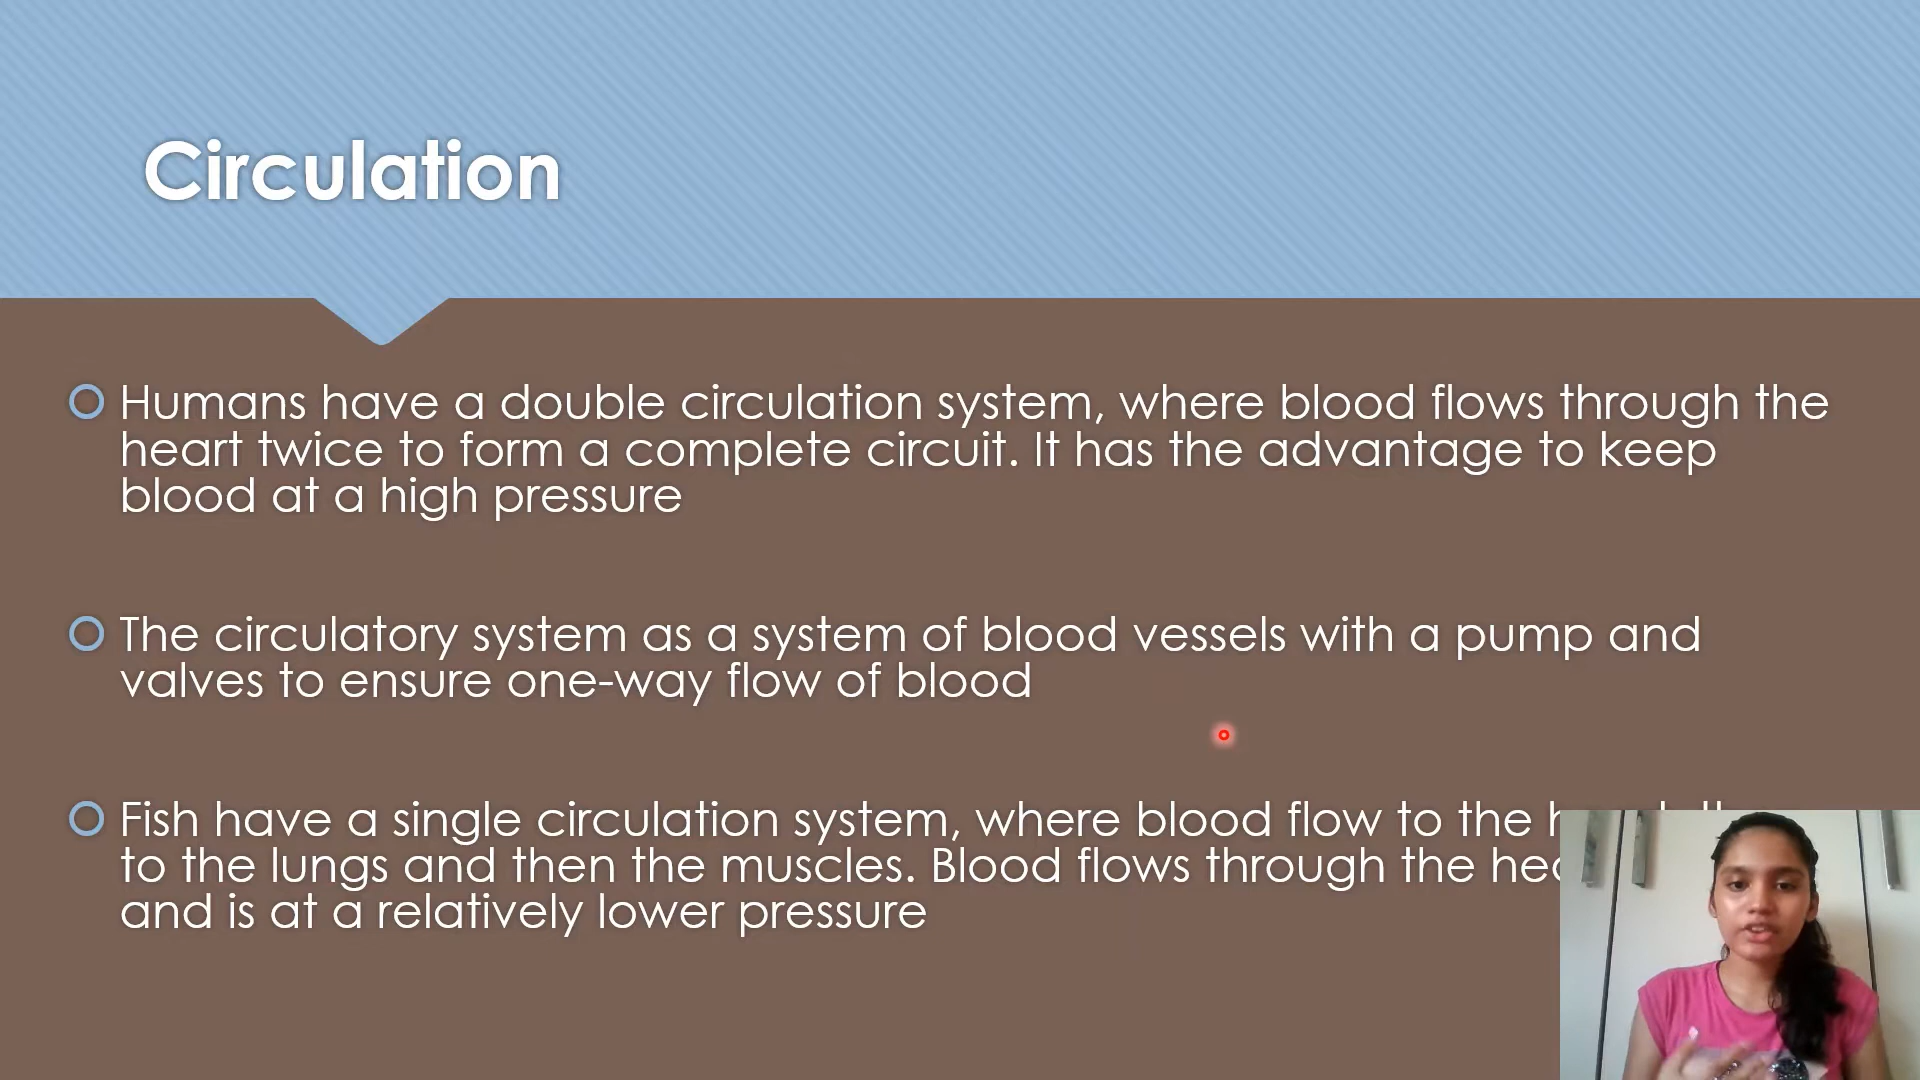 Circulation
Humans have a double circulation system, where blood flows through the
heart twice to form a complete circuit. It has the advantage to keep
blood at a high pressure
The circulatory system as a system of blood vessels with a pump and
valves to ensure one-way flow of blood
Fish have a single circulation system, where blood flow to the
to the lungs and then the muscles. Blood flows through the
and is at a relatively lower pressure